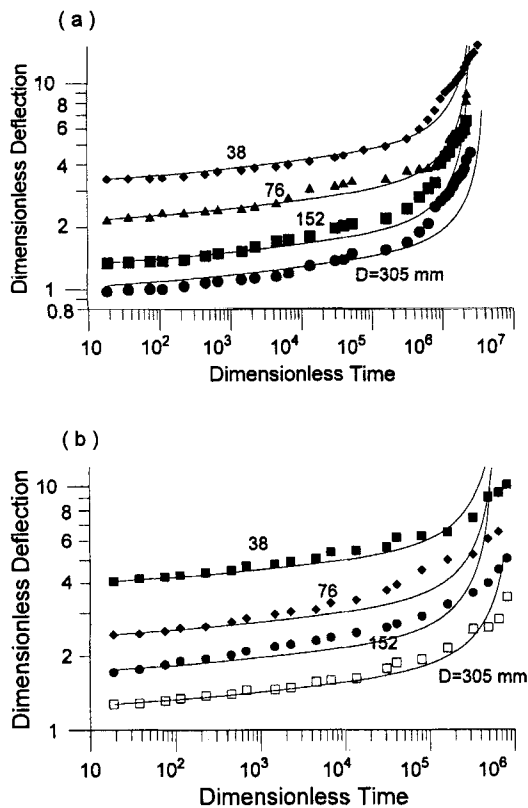 ( a )
Dimensionless Deflection
10
8
6
4
2
1
0.8
38
76
152
D=305 mm
10 10² 10³ 10⁴ 10⁵ 10⁶ 10⁷
Dimensionless Time
( b )
Dimensionless Deflection
10
8
6
4
2
1
38
76
152
D=305 mm
10 10² 10³ 10⁴ 10⁵ 10⁶
Dimensionless Time